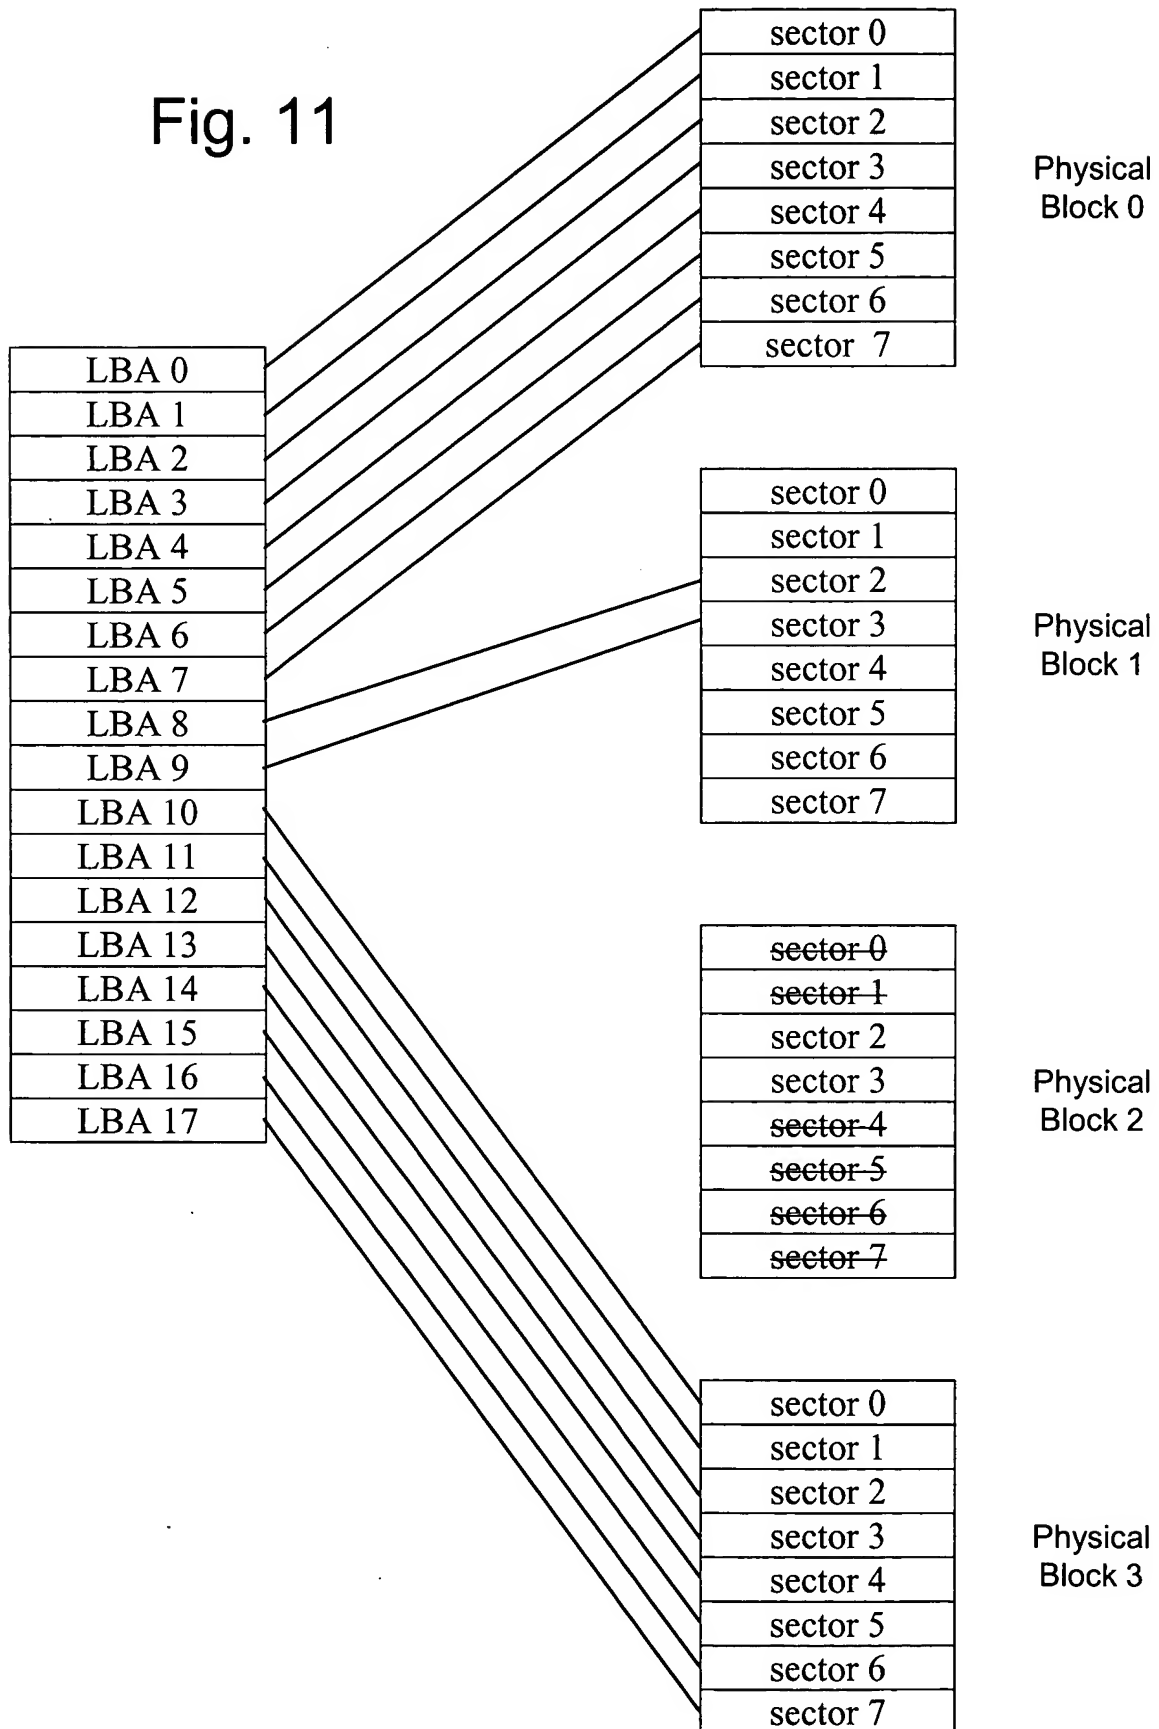 Fig. 11
LBA 0
LBA 1
LBA 2
LBA 3
LBA 4
LBA 5
LBA 6
LBA 7
LBA 8
LBA 9
LBA 10
LBA 11
LBA 12
LBA 13
LBA 14
LBA 15
LBA 16
LBA 17
sector 0
sector 1
sector 2
sector 3
sector 4
sector 5
sector 6
sector 7
Physical
Block 0
sector 0
sector 1
sector 2
sector 3
sector 4
sector 5
sector 6
sector 7
Physical
Block 1
sector 0
sector 1
sector 2
sector 3
sector 4
sector 5
sector 6
sector 7
Physical
Block 2
sector 0
sector 1
sector 2
sector 3
sector 4
sector 5
sector 6
sector 7
Physical
Block 3